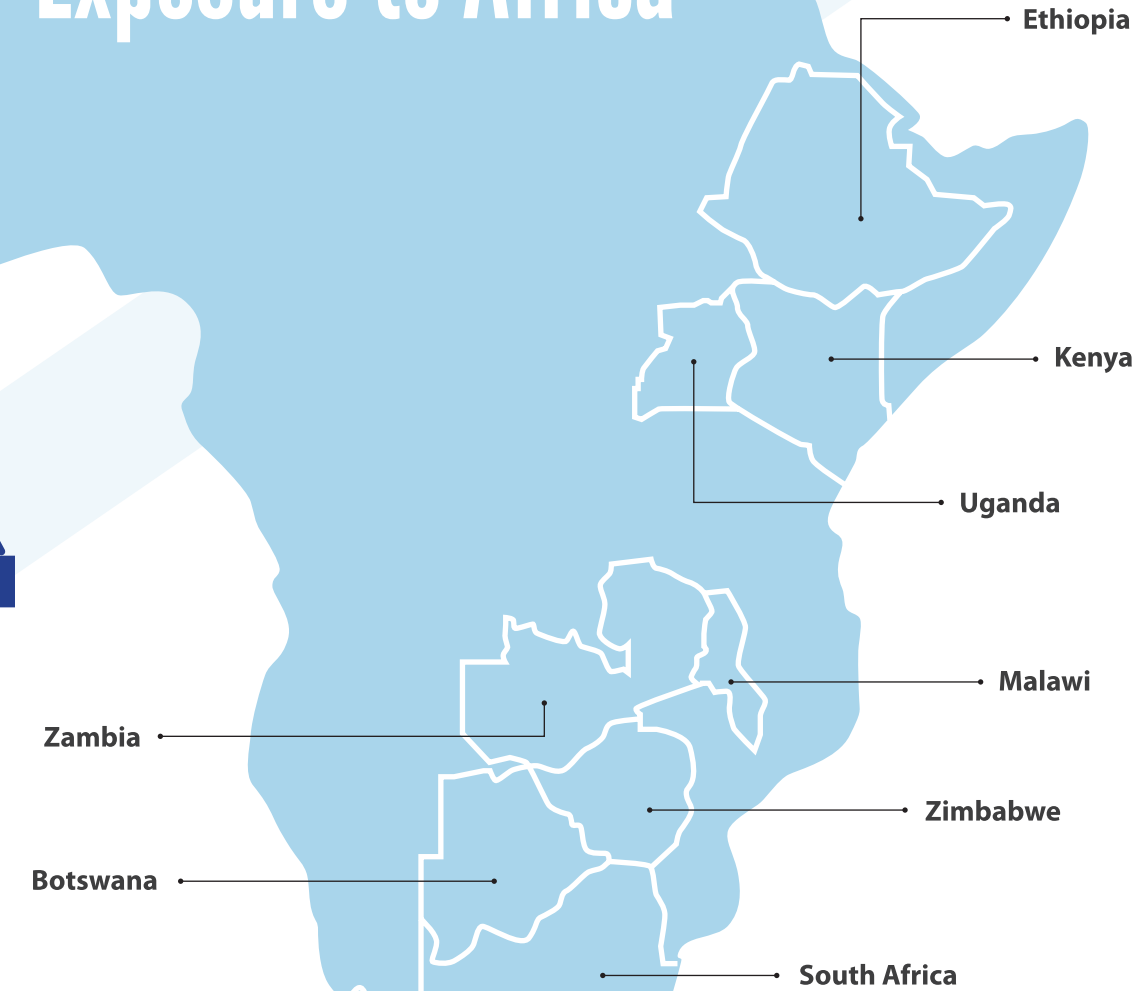 Exposure to Africa
Ethiopia
Kenya
Uganda
Malawi
Zambia
Zimbabwe
Botswana
South Africa